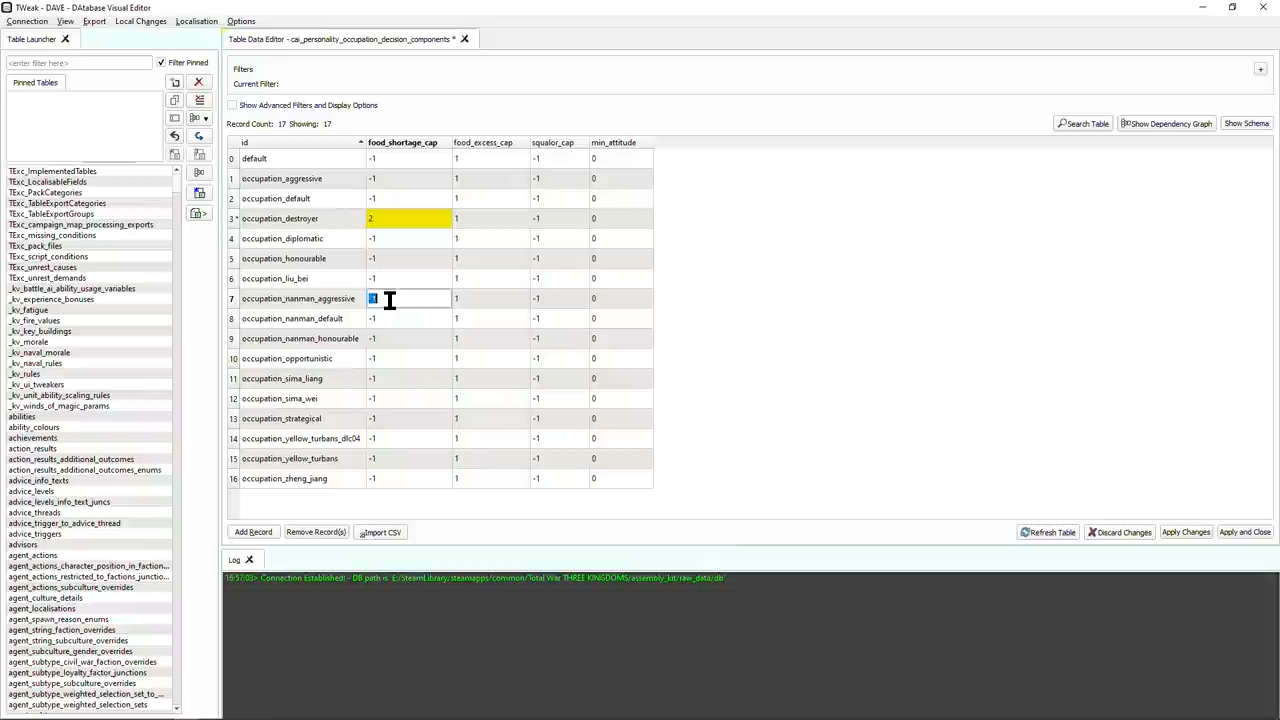 TWeak - DAVE - DAtabase Visual Editor
Connection View Export Local Changes Localisation Options
Table Launcher
<enter filter here> Filter Pinned
Pinned Tables
TExc_ImplementedTables
TExc_LocalisableFields
TExc_PackCategories
TExc_TableExportCategories
TExc_TableExportGroups
TExc_campaign_map_processing_exports
TExc_missing_conditions
TExc_pack_files
TExc_script_conditions
TExc_unrest_causes
TExc_unrest_demands
_kv_battle_ai_ability_usage_variables
_kv_experience_bonuses
_kv_fatigue
_kv_fire_values
_kv_key_buildings
_kv_morale
_kv_naval_morale
_kv_naval_rules
_kv_rules
_kv_ui_tweakers
_kv_unit_ability_scaling_rules
_kv_winds_of_magic_params
abilities
ability_colours
achievements
action_results
action_results_additional_outcomes
action_results_additional_outcomes_enums
advice_info_texts
advice_levels
advice_levels_info_text_juncs
advice_threads
advice_trigger_to_advice_thread
advice_triggers
advisors
agent_actions
agent_actions_character_position_in_faction...
agent_actions_restricted_to_factions_junctio...
agent_actions_subculture_overrides
agent_culture_details
agent_localisations
agent_spawn_reason_enums
agent_string_faction_overrides
agent_string_subculture_overrides
agent_subculture_gender_overrides
agent_subtype_civil_war_faction_overrides
agent_subtype_loyalty_factor_junctions
agent_subtype_subculture_overrides
agent_subtype_weighted_selection_set_to_...
agent_subtype_weighted_selection_sets
Table Data Editor - cai_personality_occupation_decision_components *
Filters
Current Filter:
+
Show Advanced Filters and Display Options
Record Count: 17 Showing: 17
Search Table Show Dependency Graph Show Schema
id food_shortage_cap food_excess_cap squalor_cap min_attitude
0 default -1 1 -1 0
1 occupation_aggressive -1 1 -1 0
2 occupation_default -1 1 -1 0
3 * occupation_destroyer 2 1 -1 0
4 occupation_diplomatic -1 1 -1 0
5 occupation_honourable -1 1 -1 0
6 occupation_liu_bei -1 1 -1 0
7 occupation_nanman_aggressive -1 1 -1 0
8 occupation_nanman_default -1 1 -1 0
9 occupation_nanman_honourable -1 1 -1 0
10 occupation_opportunistic -1 1 -1 0
11 occupation_sima_liang -1 1 -1 0
12 occupation_sima_wei -1 1 -1 0
13 occupation_strategical -1 1 -1 0
14 occupation_yellow_turbans_dlc04 -1 1 -1 0
15 occupation_yellow_turbans -1 1 -1 0
16 occupation_zheng_jiang -1 1 -1 0
Add Record Remove Record(s) Import CSV Refresh Table Discard Changes Apply Changes Apply and Close
Log
16:57:03> Connection Established! - DB path is 'E:/SteamLibrary/steamapps/common/Total War THREE KINGDOMS/assembly_kit/raw_data/db'